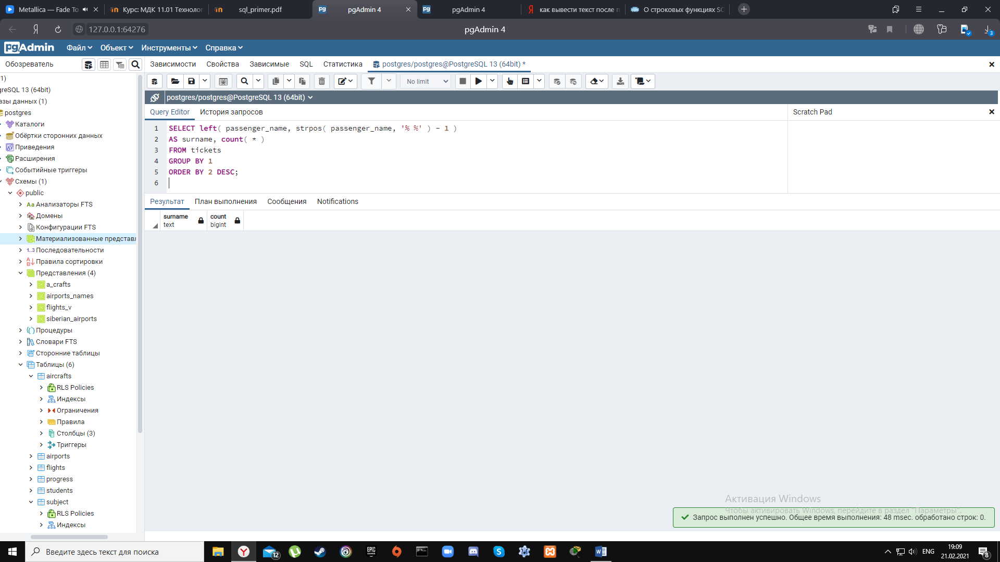 Metallica — Fade To
Курс: МДК 11.01 Технолог
sql_primer.pdf
pgAdmin 4
pgAdmin 4
как вывести текст после п
О строковых функциях SQ
127.0.0.1:64276
pgAdmin 4
3
pgAdmin
Файл
Объект
Инструменты
Справка
Обозреватель
Зависимости
Свойства
Зависимые
SQL
Статистика
postgres/postgres@PostgreSQL 13 (64bit) *
No limit
postgres/postgres@PostgreSQL 13 (64bit)
Query Editor
История запросов
Scratch Pad
1 SELECT left( passenger_name, strpos( passenger_name, '% %' ) - 1 )
2 AS surname, count( * )
3 FROM tickets
4 GROUP BY 1
5 ORDER BY 2 DESC;
6
Результат
План выполнения
Сообщения
Notifications
surname
text
count
bigint
1)
reSQL 13 (64bit)
азы данных (1)
postgres
Каталоги
Обёртки сторонних данных
Приведения
Расширения
Событийные триггеры
Схемы (1)
public
Анализаторы FTS
Домены
Конфигурации FTS
Материализованные представл
Последовательности
Правила сортировки
Представления (4)
a_crafts
airports_names
flights_v
siberian_airports
Процедуры
Словари FTS
Сторонние таблицы
Таблицы (6)
aircrafts
RLS Policies
Индексы
Ограничения
Правила
Столбцы (3)
Триггеры
airports
flights
progress
students
subject
RLS Policies
Индексы
Активация Windows
Чтобы активировать Windows, перейдите в раздел "Параметры".
Запрос выполнен успешно. Общее время выполнения: 48 msec. обработано строк: 0.
Введите здесь текст для поиска
12
EPIC GAMES
ENG
19:09
21.02.2021
8